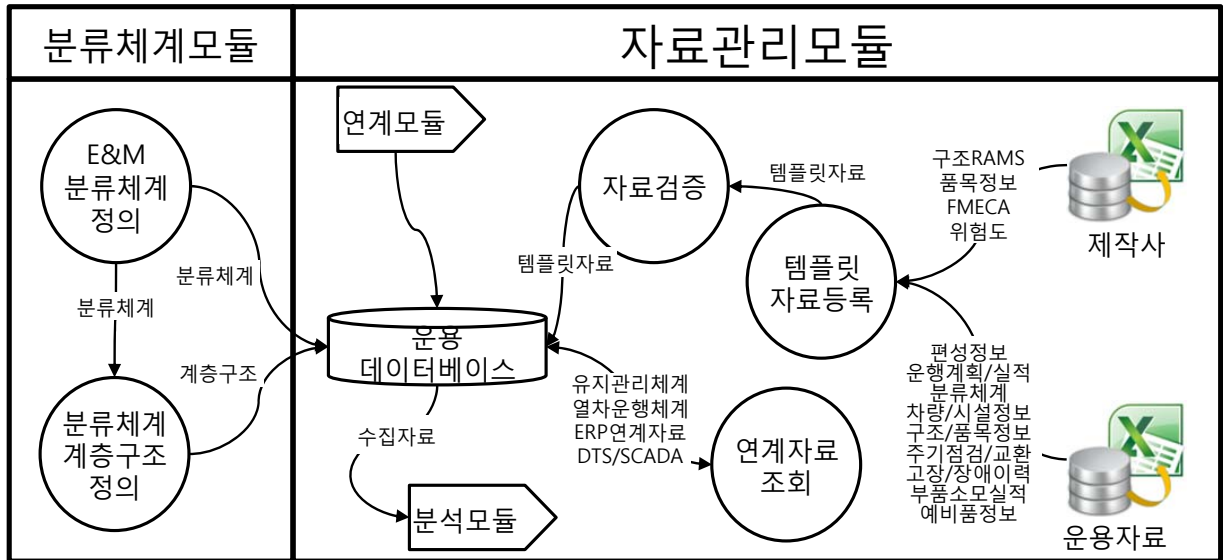 분류체계모듈
자료관리모듈
E&M
분류체계
정의
분류체계
분류체계
계층구조
분류체계
계층구조
정의
연계모듈
운용
데이터베이스
수집자료
분석모듈
자료검증
템플릿자료
템플릿자료
템플릿
자료등록
유지관리체계
열차운행체계
ERP연계자료
DTS/SCADA
연계자료
조회
구조RAMS
품목정보
FMECA
위험도
제작사
편성정보
운행계획/실적
분류체계
차량/시설정보
구조/품목정보
주기점검/교환
고장/장애이력
부품소모실적
예비품정보
운용자료